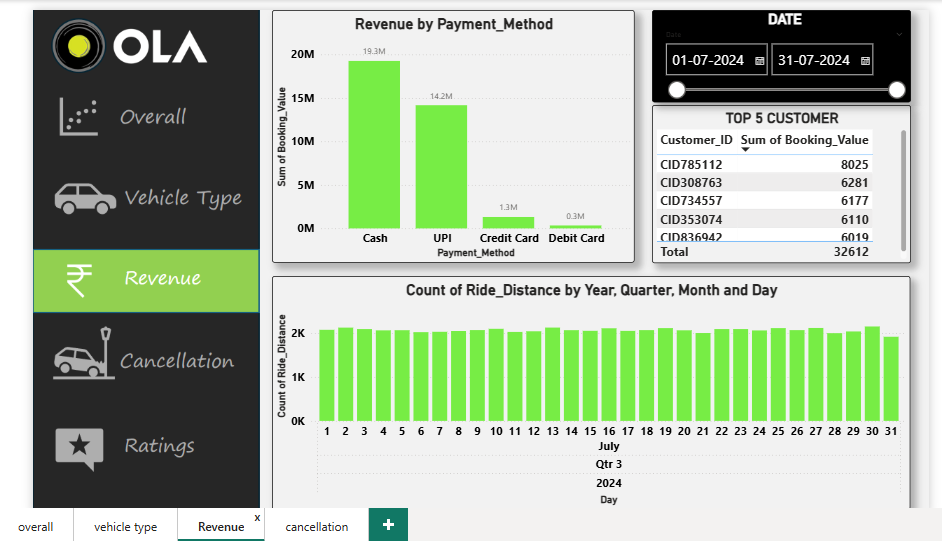 OLA
Overall
Vehicle Type
Revenue
Cancellation
Ratings
Revenue by Payment_Method
Sum of Booking_Value
20M
15M
10M
5M
0M
19.3M
14.2M
1.3M
0.3M
Cash
UPI
Credit Card
Debit Card
Payment_Method
DATE
Date
01-07-2024
31-07-2024
TOP 5 CUSTOMER
Customer_ID Sum of Booking_Value
CID785112 8025
CID308763 6281
CID734557 6177
CID353074 6110
CID836942 6019
Total 32612
Count of Ride_Distance by Year, Quarter, Month and Day
Count of Ride_Distance
2K
1K
0K
1 2 3 4 5 6 7 8 9 10 11 12 13 14 15 16 17 18 19 20 21 22 23 24 25 26 27 28 29 30 31
July
Qtr 3
2024
Day
overall
vehicle type
Revenue
x
cancellation
+